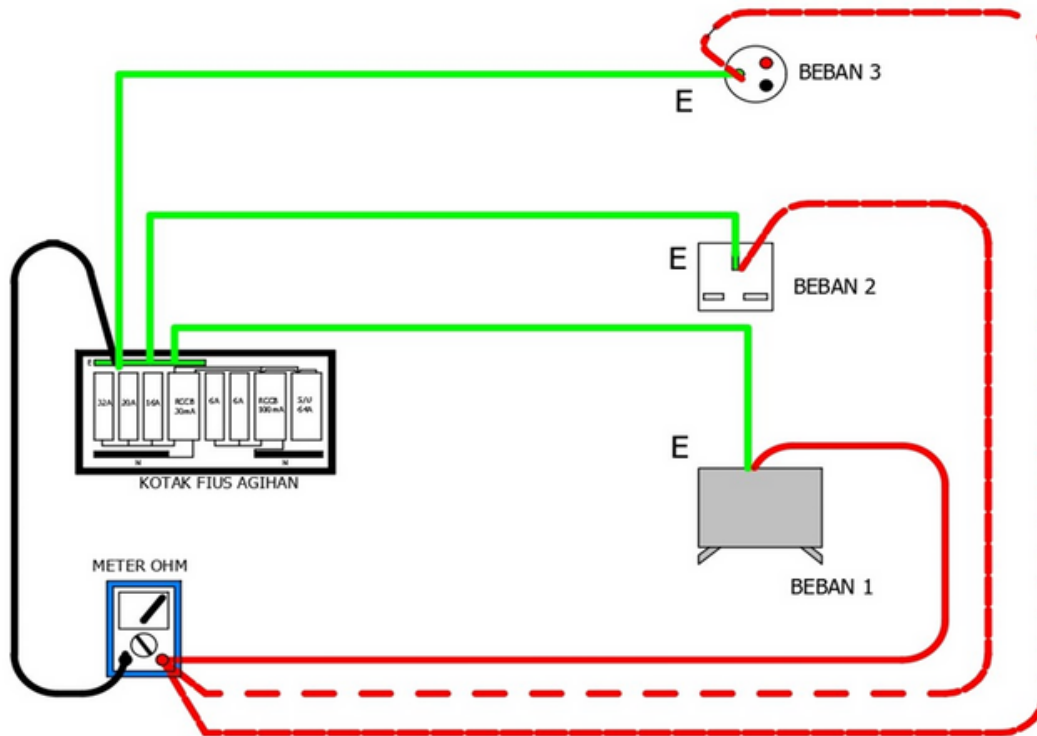 BEBAN 3
E
E
BEBAN 2
E
32A 20A 16A RCCB 30mA 6A 6A RCCB 100mA S/U 64A
N N
KOTAK FIUS AGIHAN
E
METER OHM
BEBAN 1